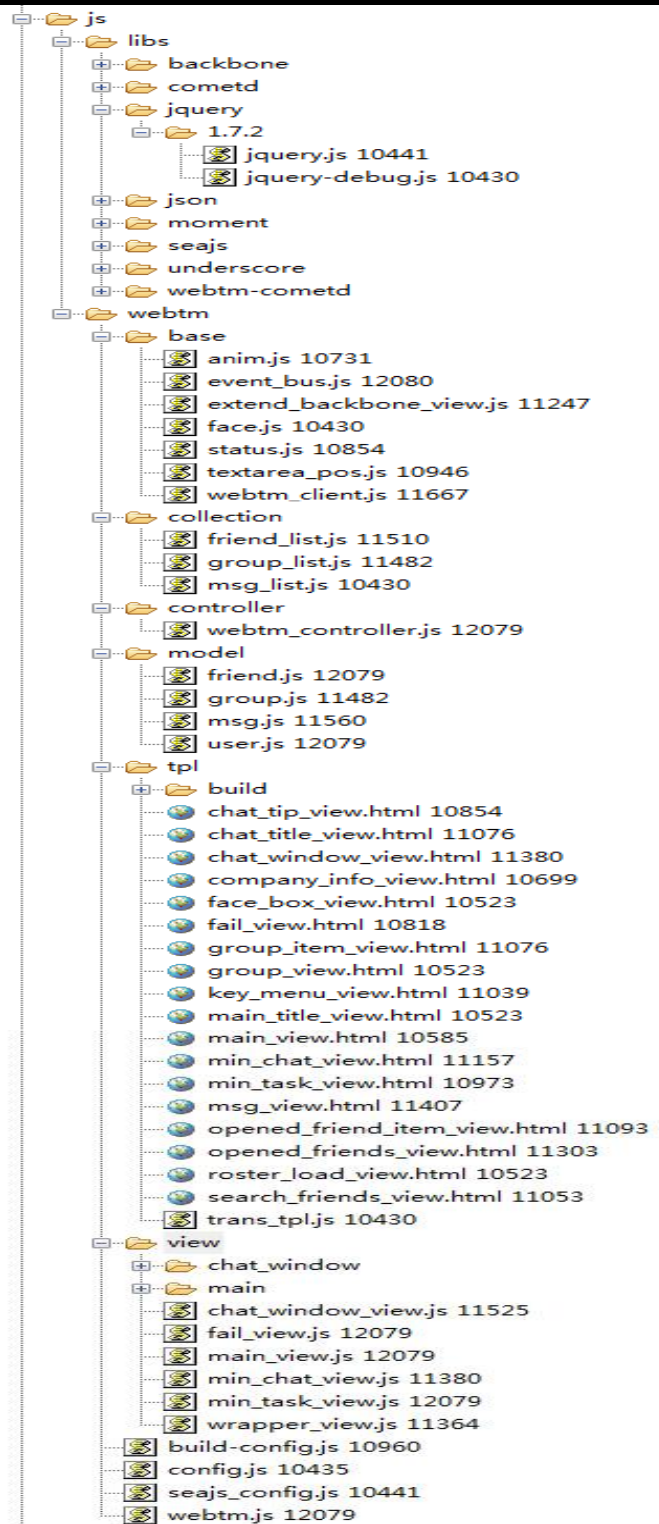 js
libs
backbone
cometd
jquery
1.7.2
jquery.js 10441
jquery-debug.js 10430
json
moment
seajs
underscore
webtm-cometd
webtm
base
anim.js 10731
event_bus.js 12080
extend_backbone_view.js 11247
face.js 10430
status.js 10854
textarea_pos.js 10946
webtm_client.js 11667
collection
friend_list.js 11510
group_list.js 11482
msg_list.js 10430
controller
webtm_controller.js 12079
model
friend.js 12079
group.js 11482
msg.js 11560
user.js 12079
tpl
build
chat_tip_view.html 10854
chat_title_view.html 11076
chat_window_view.html 11380
company_info_view.html 10699
face_box_view.html 10523
fail_view.html 10818
group_item_view.html 11076
group_view.html 10523
key_menu_view.html 11039
main_title_view.html 10523
main_view.html 10585
min_chat_view.html 11157
min_task_view.html 10973
msg_view.html 11407
opened_friend_item_view.html 11093
opened_friends_view.html 11303
roster_load_view.html 10523
search_friends_view.html 11053
trans_tpl.js 10430
view
chat_window
main
chat_window_view.js 11525
fail_view.js 12079
main_view.js 12079
min_chat_view.js 11380
min_task_view.js 12079
wrapper_view.js 11364
build-config.js 10960
config.js 10435
seajs_config.js 10441
webtm.js 12079